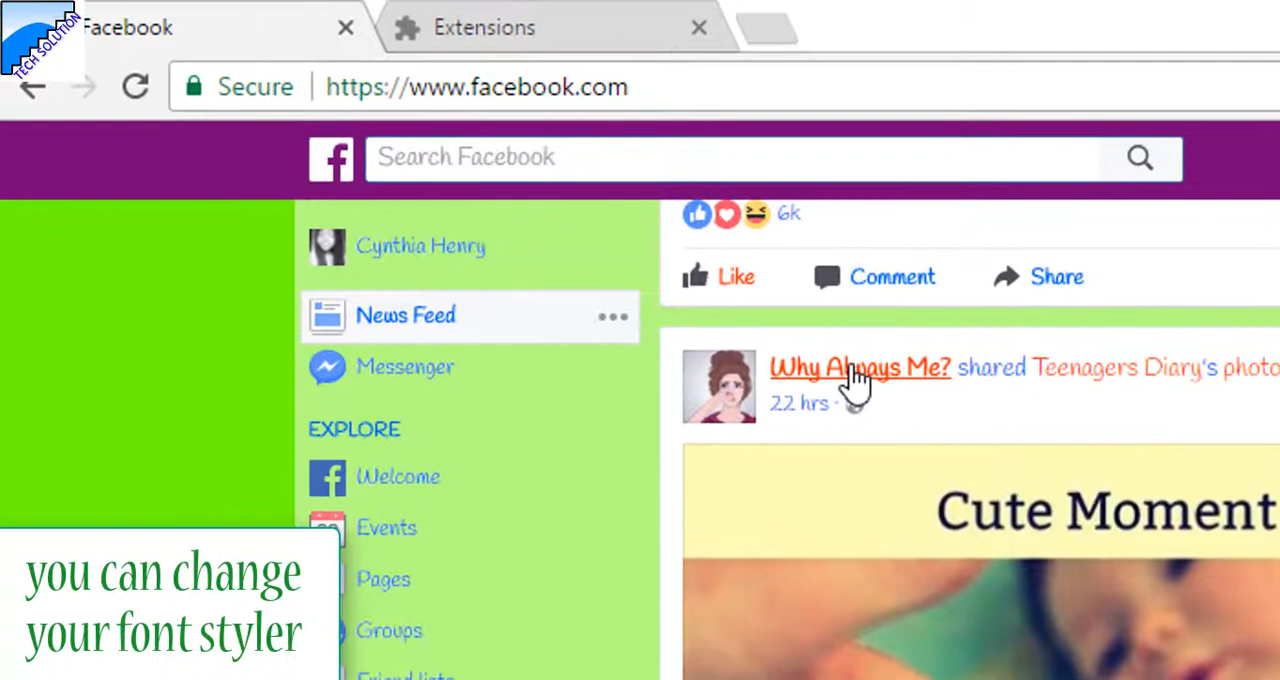 TECH SOLUTION
Facebook
Extensions
Secure
https://www.facebook.com
f
Search Facebook
Cynthia Henry
6k
Like
Comment
Share
News Feed
Messenger
Why Always Me? shared Teenagers Diary's photo
22 hrs ·
EXPLORE
f
Welcome
Events
Pages
Groups
Cute Moment
you can change
your font styler